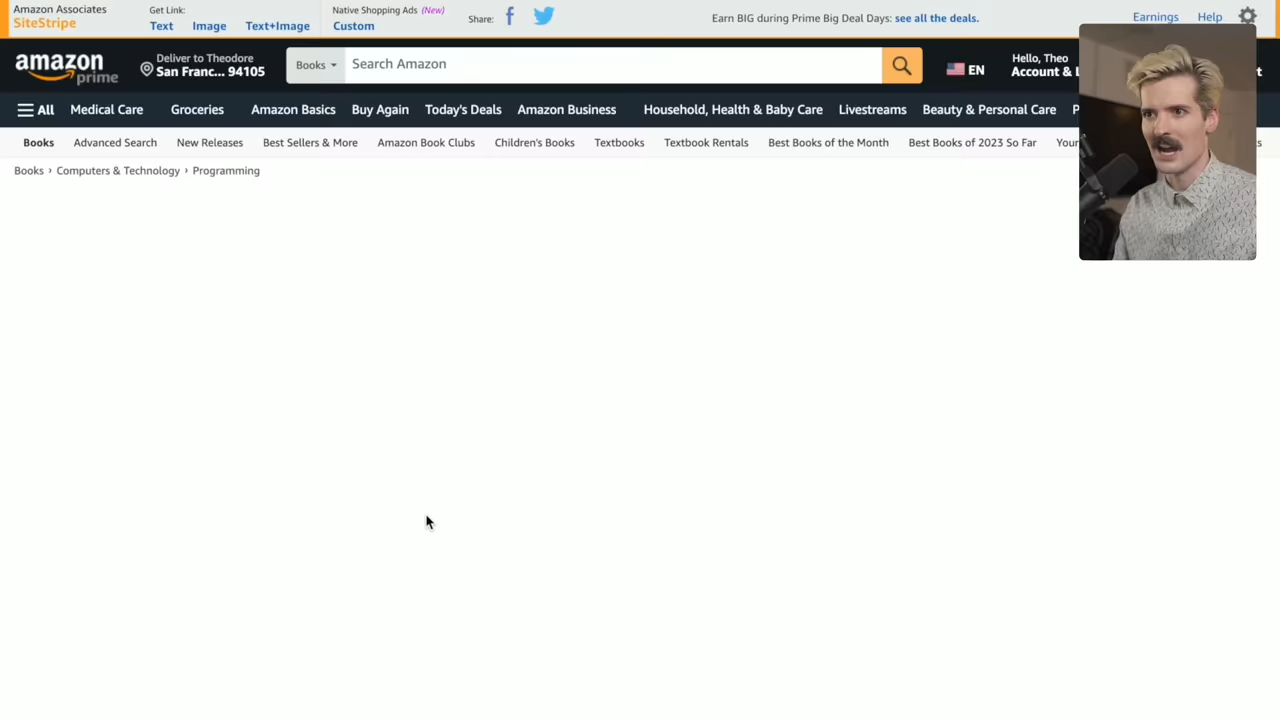 Amazon Associates
SiteStripe
Get Link:
Text Image Text+Image
Native Shopping Ads (New)
Custom
Share:
Earn BIG during Prime Big Deal Days: see all the deals.
Earnings Help
amazon
prime
Deliver to Theodore
San Franc... 94105
Books
Search Amazon
EN
Hello, Theo
Account & L
All Medical Care Groceries Amazon Basics Buy Again Today's Deals Amazon Business Household, Health & Baby Care Livestreams Beauty & Personal Care P
Books Advanced Search New Releases Best Sellers & More Amazon Book Clubs Children's Books Textbooks Textbook Rentals Best Books of the Month Best Books of 2023 So Far Your
Books › Computers & Technology › Programming